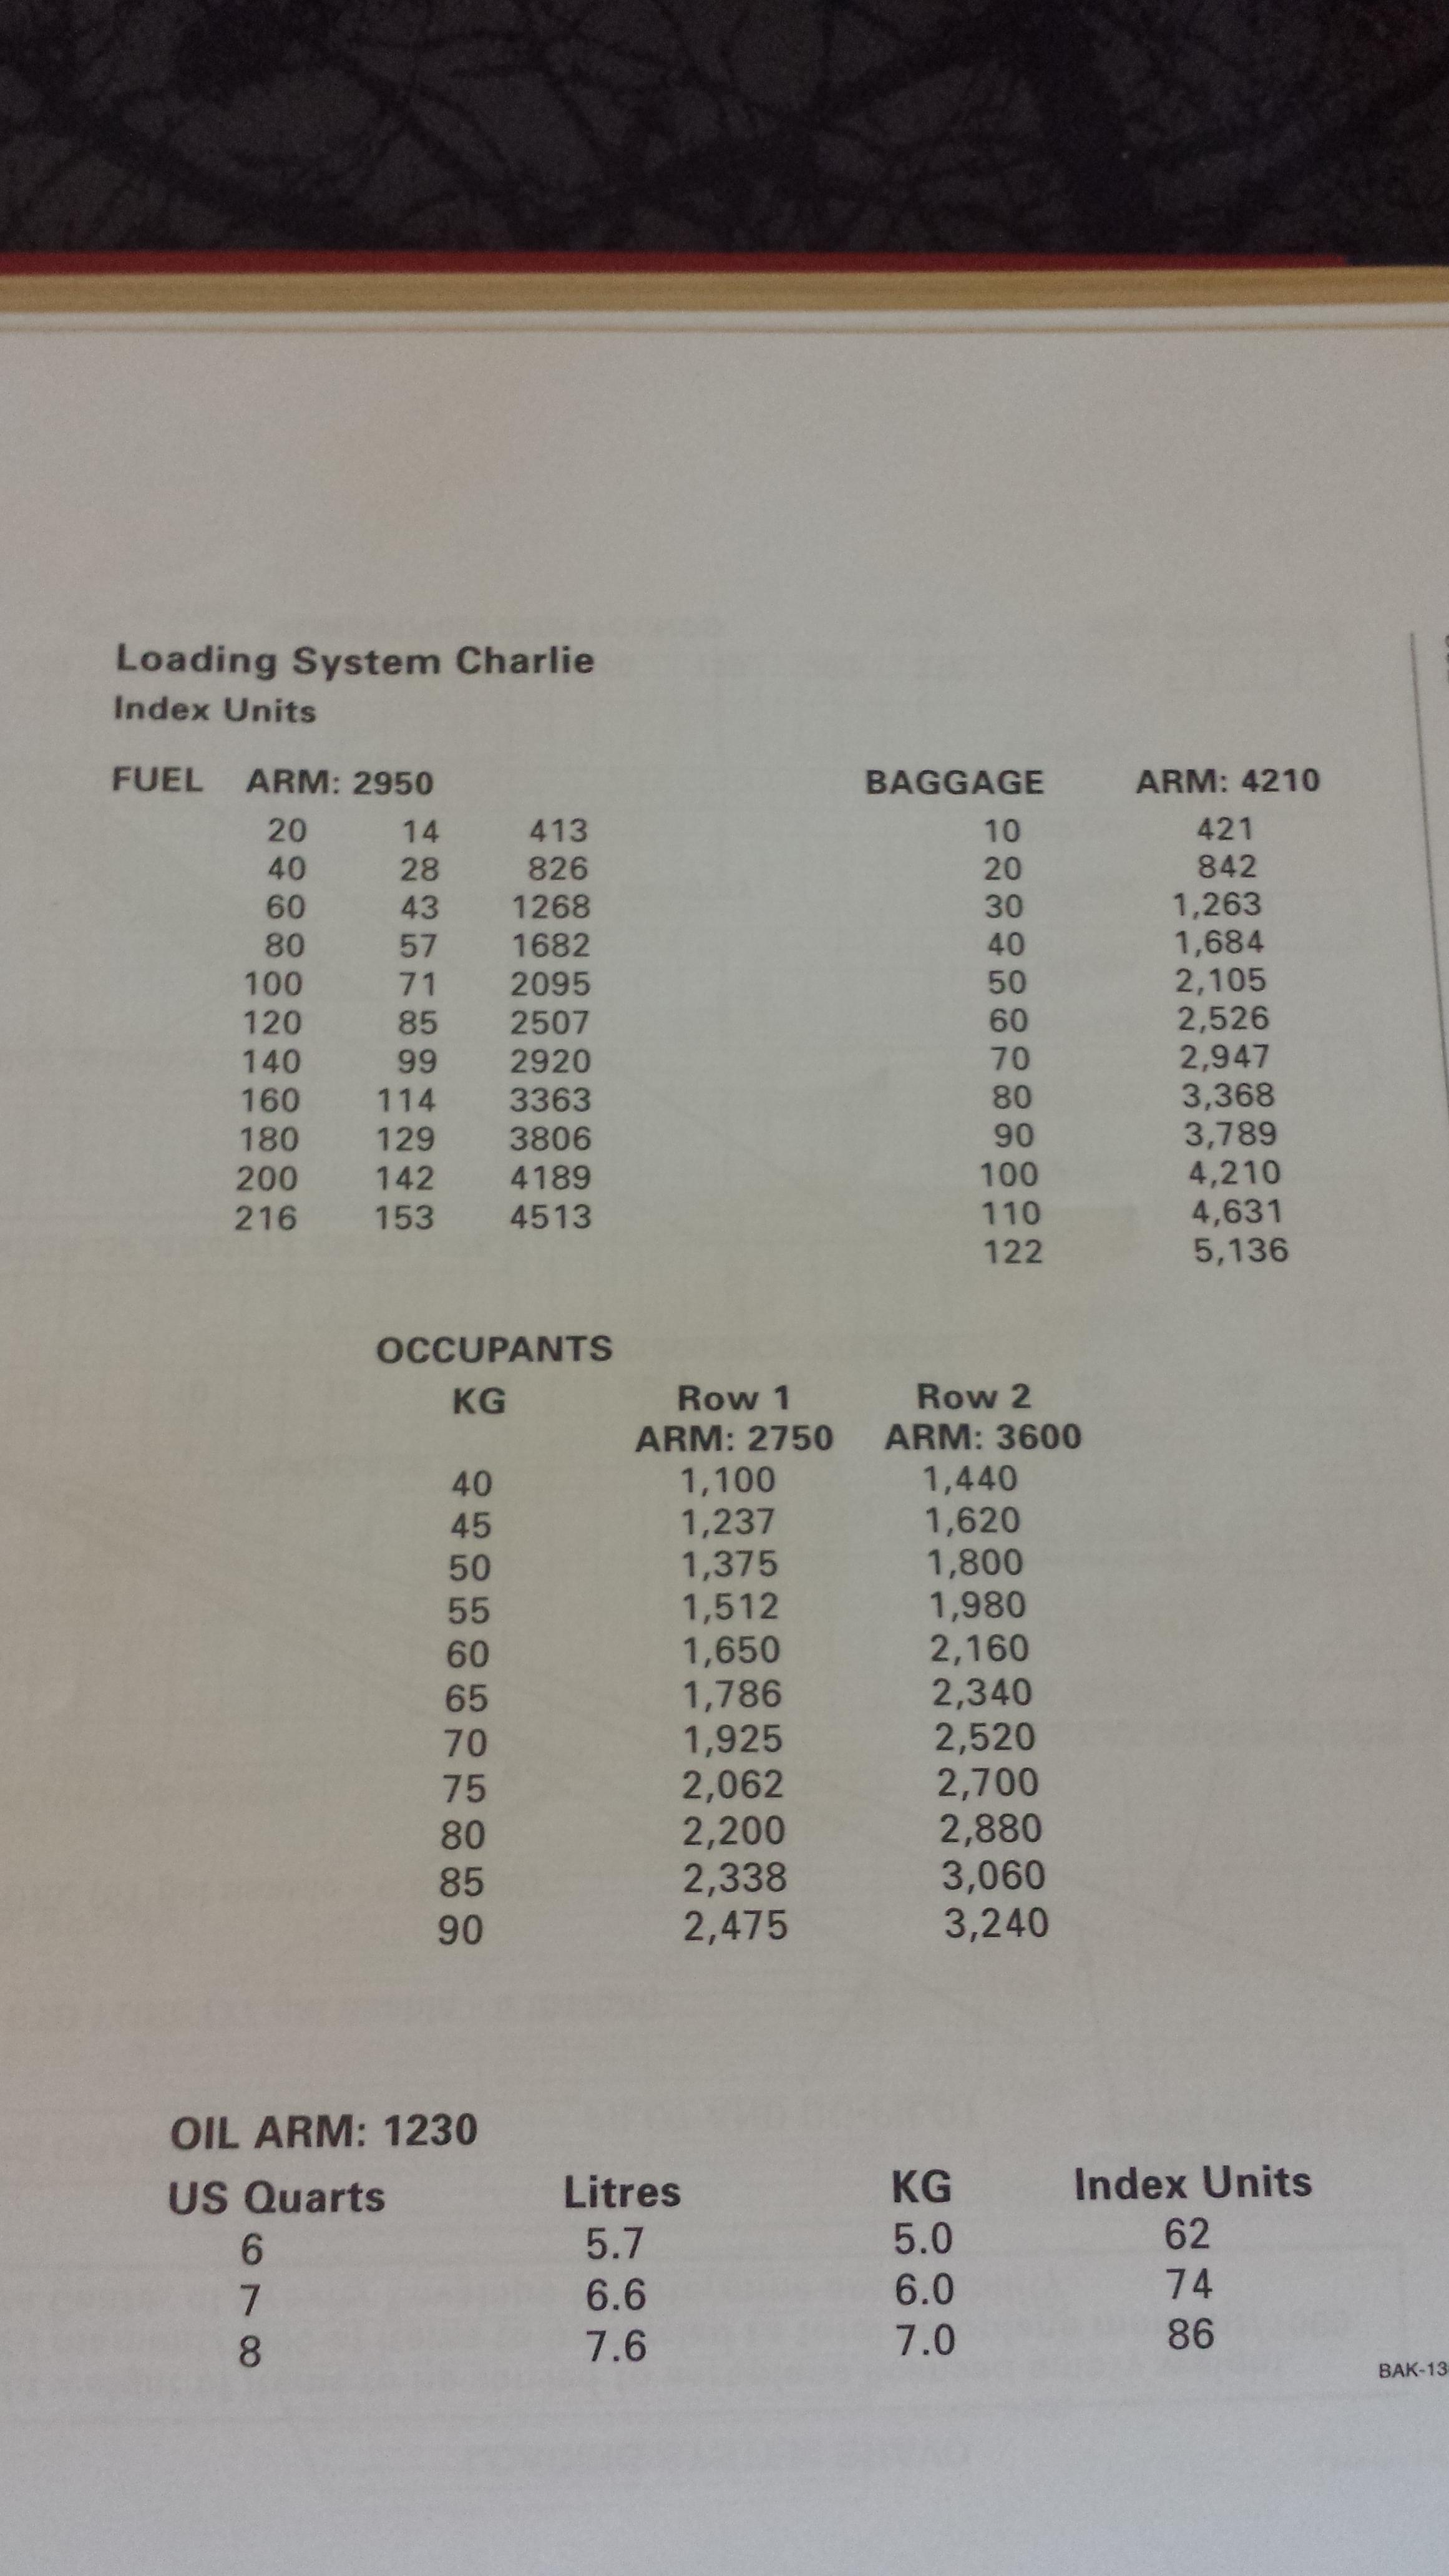 Loading System Charlie
Index Units
FUEL ARM: 2950
20 14 413
40 28 826
60 43 1268
80 57 1682
100 71 2095
120 85 2507
140 99 2920
160 114 3363
180 129 3806
200 142 4189
216 153 4513
BAGGAGE ARM: 4210
10 421
20 842
30 1,263
40 1,684
50 2,105
60 2,526
70 2,947
80 3,368
90 3,789
100 4,210
110 4,631
122 5,136
OCCUPANTS
KG Row 1 Row 2
ARM: 2750 ARM: 3600
40 1,100 1,440
45 1,237 1,620
50 1,375 1,800
55 1,512 1,980
60 1,650 2,160
65 1,786 2,340
70 1,925 2,520
75 2,062 2,700
80 2,200 2,880
85 2,338 3,060
90 2,475 3,240
OIL ARM: 1230
US Quarts Litres KG Index Units
6 5.7 5.0 62
7 6.6 6.0 74
8 7.6 7.0 86
BAK-13